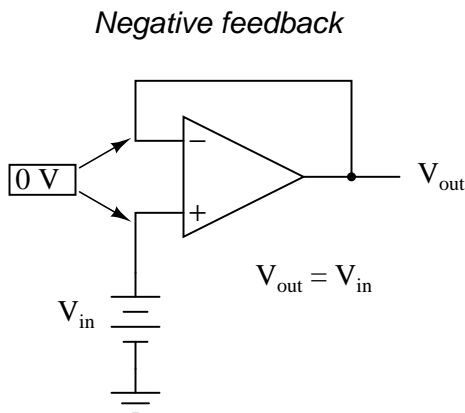 Negative feedback
−
0 V
+
V_out
V_out = V_in
V_in